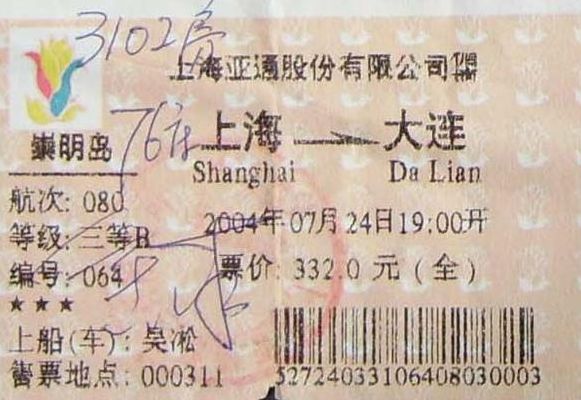 3102房
上海亚通股份有限公司
崇明岛
76床
上海 → 大连
Shanghai Da Lian
航次: 080
2004年07月24日19:00开
等级: 三等B
票价: 332.0 元 (全)
编号: 064
★★★
上船(车): 吴淞
售票地点: 000311
52724033106408030003